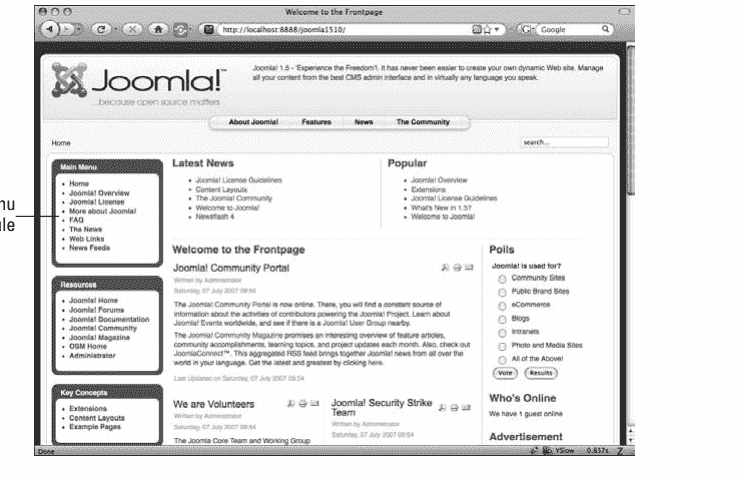 Welcome to the Frontpage
http://localhost:8888/joomla1510/
Google
Joomla!™
...because open source matters
Joomla! 1.5 - 'Experience the Freedom'!. It has never been easier to create your own dynamic Web site. Manage
all your content from the best CMS admin interface and in virtually any language you speak.
About Joomla! Features News The Community
Home
search...
nu
le
Main Menu
Home
Joomla! Overview
Joomla! License
More about Joomla!
FAQ
The News
Web Links
News Feeds
Resources
Joomla! Home
Joomla! Forums
Joomla! Documentation
Joomla! Community
Joomla! Magazine
OSM Home
Administrator
Key Concepts
Extensions
Content Layouts
Example Pages
Latest News
Joomla! License Guidelines
Content Layouts
The Joomla! Community
Welcome to Joomla!
Newsflash 4
Popular
Joomla! Overview
Extensions
Joomla! License Guidelines
What's New in 1.5?
Welcome to Joomla!
Welcome to the Frontpage
Joomla! Community Portal
Written by Administrator
Saturday, 07 July 2007 09:54
The Joomla! Community Portal is now online. There, you will find a constant source of
information about the activities of contributors powering the Joomla! Project. Learn about
Joomla! Events worldwide, and see if there is a Joomla! User Group nearby.
The Joomla! Community Magazine promises an interesting overview of feature articles,
community accomplishments, learning topics, and project updates each month. Also, check out
JoomlaConnect™. This aggregated RSS feed brings together Joomla! news from all over the
world in your language. Get the latest and greatest by clicking here.
Last Updated on Saturday, 07 July 2007 09:54
We are Volunteers
Written by Administrator
Saturday, 07 July 2007 09:54
The Joomla Core Team and Working Group
Joomla! Security Strike
Team
Written by Administrator
Saturday, 07 July 2007 09:54
Polls
Joomla! is used for?
Community Sites
Public Brand Sites
eCommerce
Blogs
Intranets
Photo and Media Sites
All of the Above!
Vote Results
Who's Online
We have 1 guest online
Advertisement
Done
YSlow 0.857s